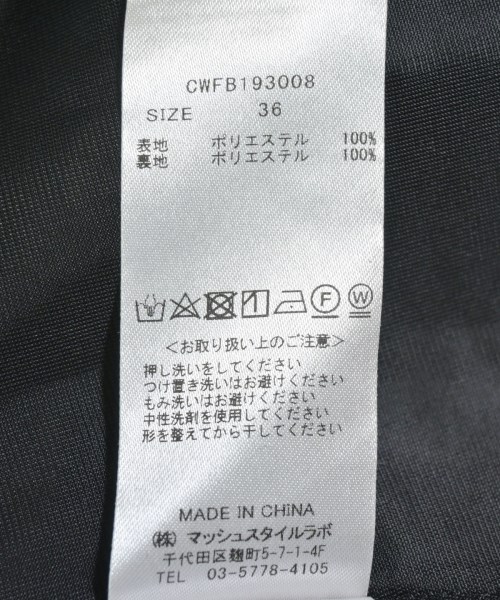 CWFB193008
SIZE 36
表地 ポリエステル 100%
裏地 ポリエステル 100%
F W
<お取り扱い上のご注意>
押し洗いをしてください
つけ置き洗いはお避けください
もみ洗いはお避けください
中性洗剤を使用してください
形を整えてから干してください
MADE IN CHINA
(株) マッシュスタイルラボ
千代田区麹町5-7-1-4F
TEL 03-5778-4105